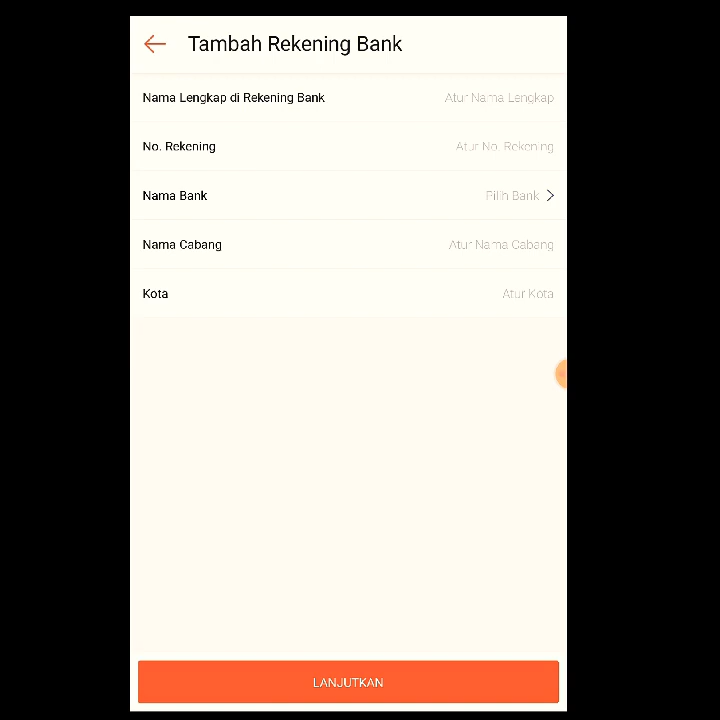 Tambah Rekening Bank
Nama Lengkap di Rekening Bank Atur Nama Lengkap
No. Rekening Atur No. Rekening
Nama Bank Pilih Bank
Nama Cabang Atur Nama Cabang
Kota Atur Kota
LANJUTKAN